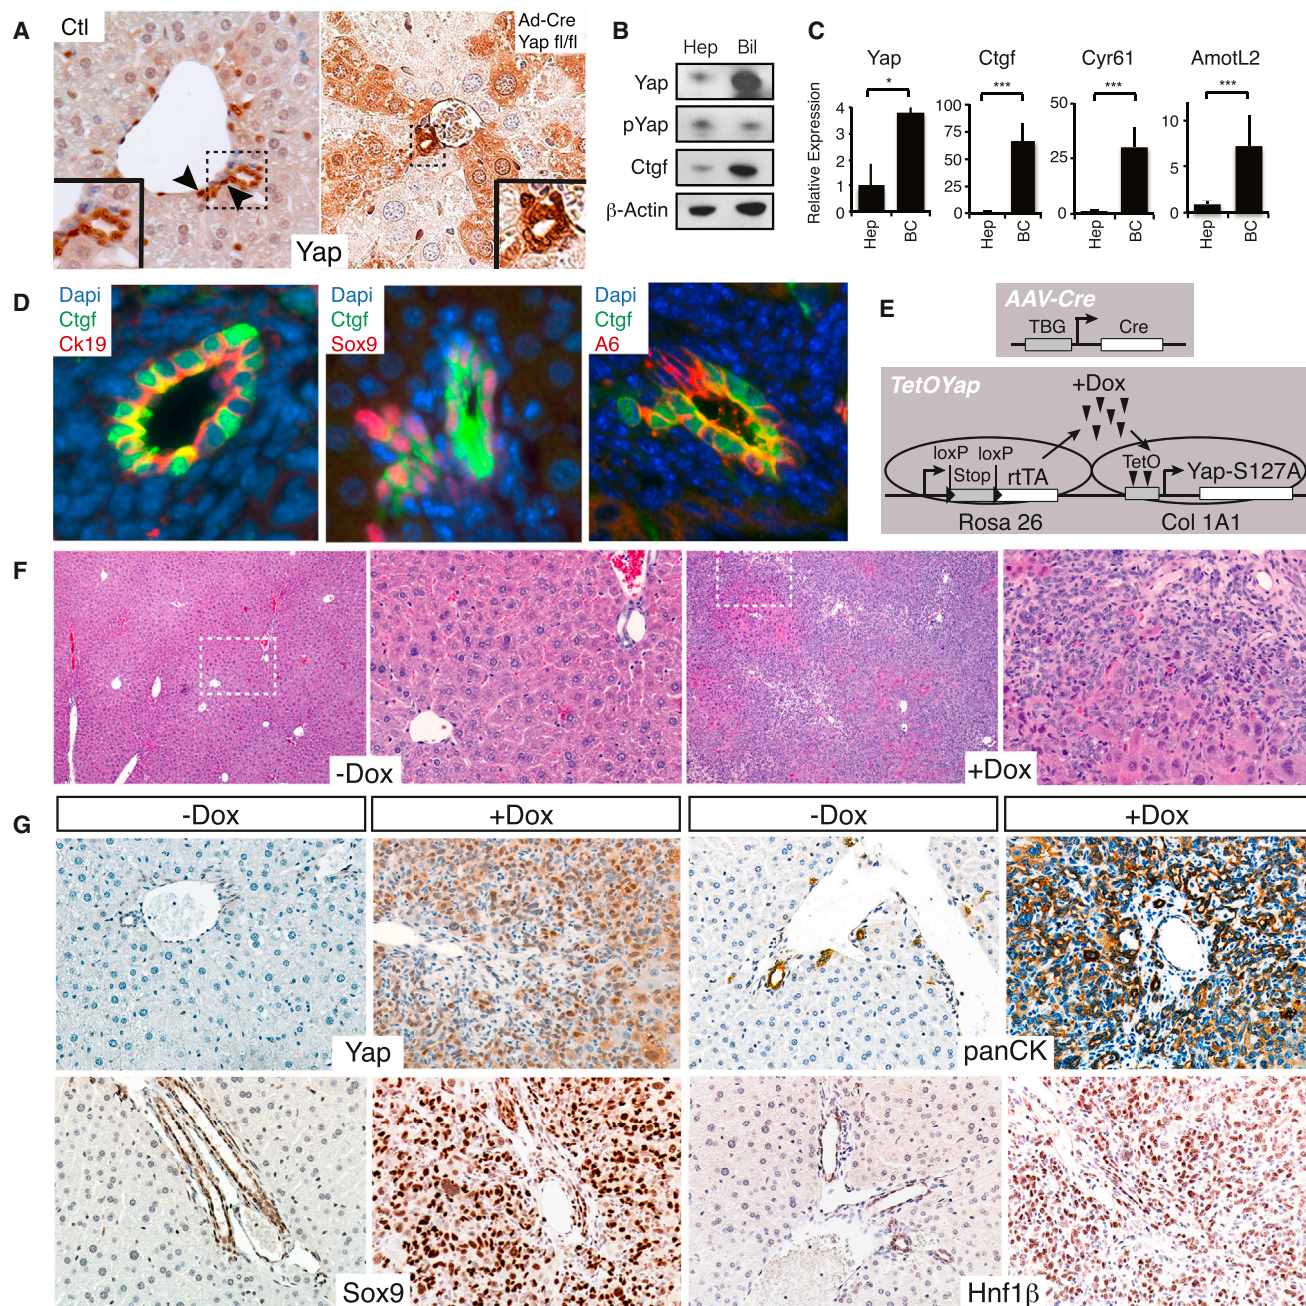 A
Ctl
Ad-Cre
Yap fl/fl
Yap
B
Hep Bil
Yap
pYap
Ctgf
β-Actin
C
Yap
Ctgf
Cyr61
AmotL2
*
***
***
***
Relative Expression
4
3
2
1
0
100
75
50
25
0
50
25
0
10
5
0
Hep
BC
Hep
BC
Hep
BC
Hep
BC
D
Dapi
Ctgf
Ck19
Dapi
Ctgf
Sox9
Dapi
Ctgf
A6
E
AAV-Cre
TBG
Cre
TetOYap
+Dox
loxP loxP
Stop
rtTA
TetO
Yap-S127A
Rosa 26
Col 1A1
F
-Dox
+Dox
G
-Dox
+Dox
-Dox
+Dox
Yap
panCK
Sox9
Hnf1β